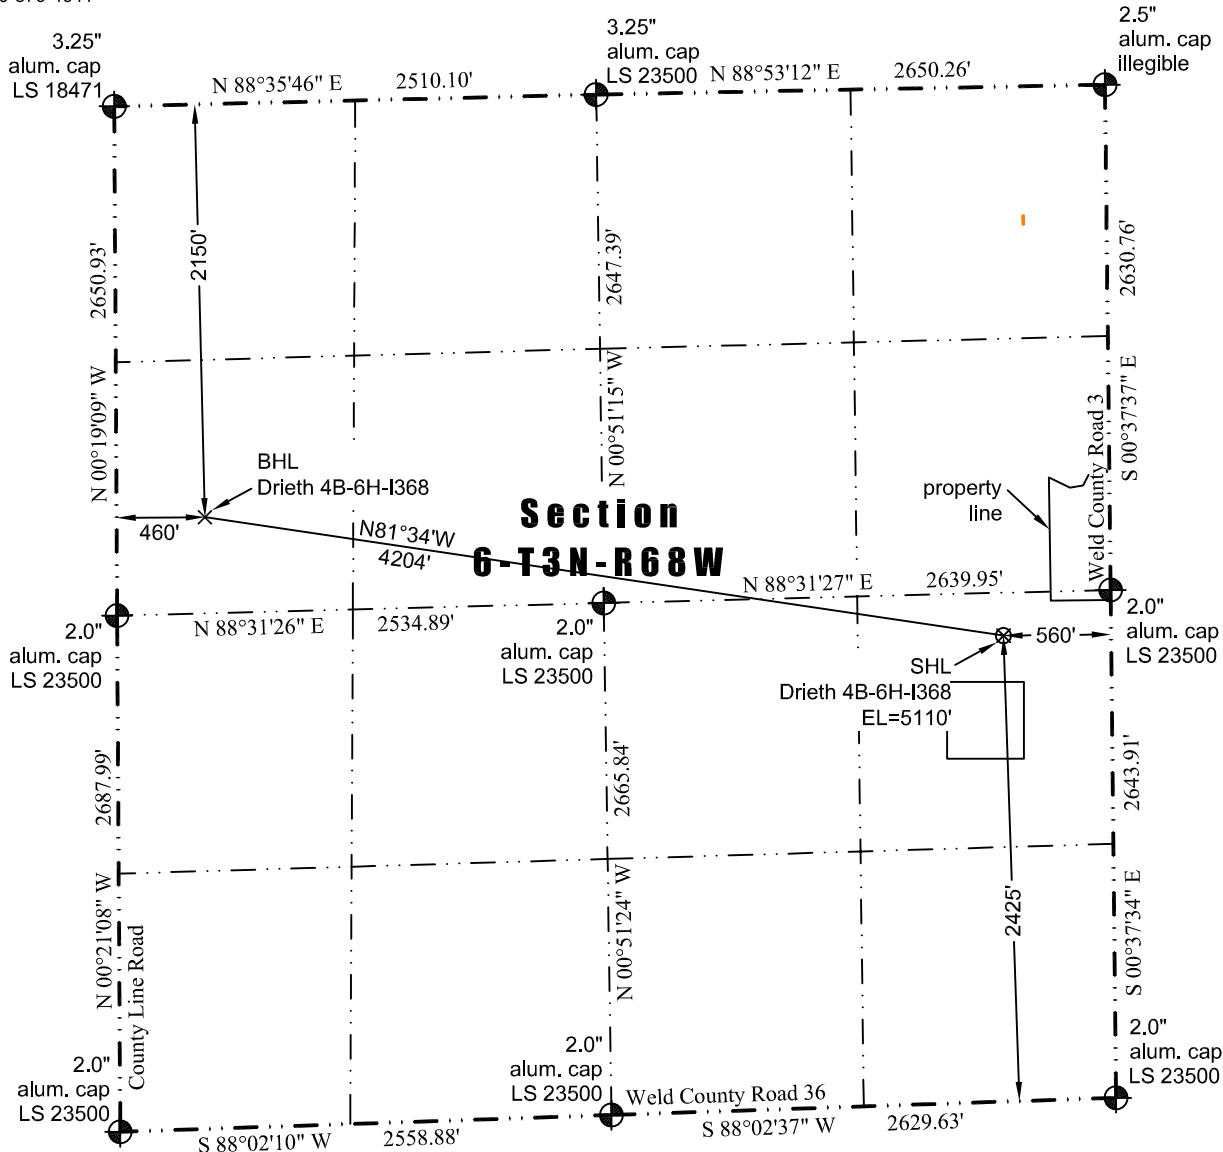 3.25"
alum. cap
LS 18471
N 88°35'46" E
2510.10'
3.25"
alum. cap
LS 23500
N 88°53'12" E
2650.26'
2.5"
alum. cap
illegible
2150'
2650.93'
2647.39'
2630.76'
N 00°19'09" W
N 00°51'15" W
S 00°37'37" E
Weld County Road 3
BHL
Drieth 4B-6H-I368
460'
N81°34'W
4204'
Section
6-T3N-R68W
property
line
N 88°31'27" E
2639.95'
N 88°31'26" E
2534.89'
2.0"
alum. cap
LS 23500
2.0"
alum. cap
LS 23500
2.0"
alum. cap
LS 23500
560'
SHL
Drieth 4B-6H-I368
EL=5110'
2687.99'
2665.84'
2643.91'
2425'
N 00°21'08" W
County Line Road
N 00°51'24" W
S 00°37'34" E
2.0"
alum. cap
LS 23500
2.0"
alum. cap
LS 23500
2.0"
alum. cap
LS 23500
Weld County Road 36
S 88°02'10" W
2558.88'
S 88°02'37" W
2629.63'